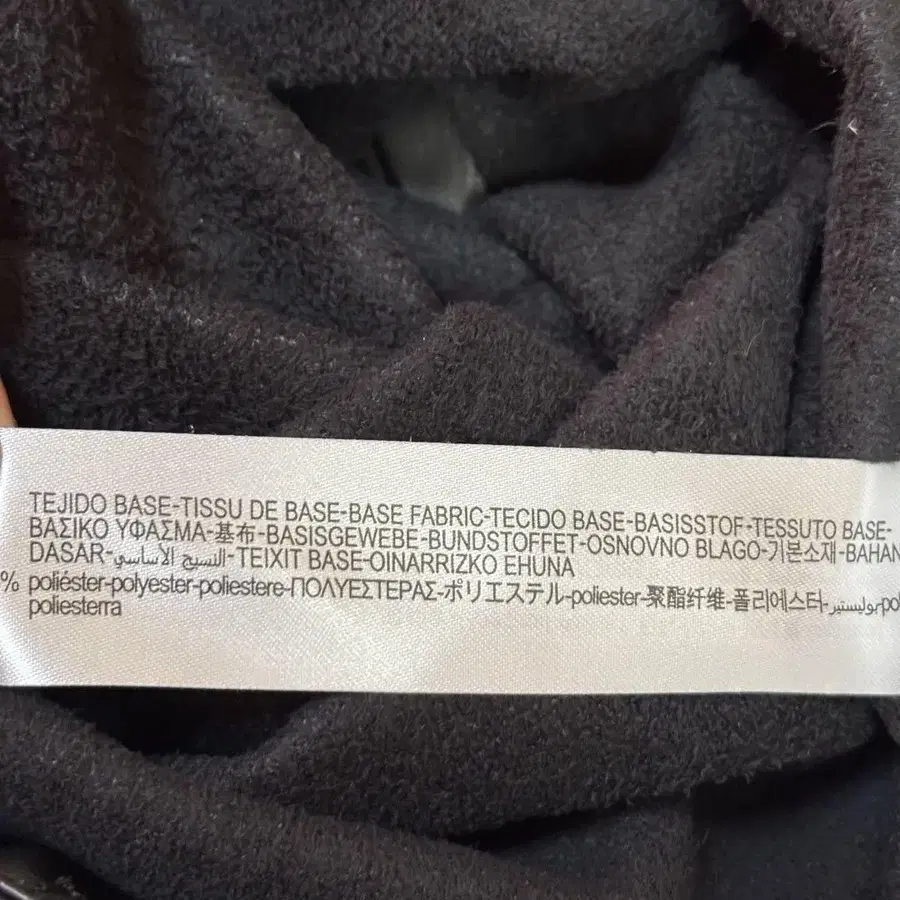 TEJIDO BASE-TISSU DE BASE-BASE FABRIC-TECIDO BASE-BASISSTOF-TESSUTO BASE-
ΒΑΣΙΚΟ ΥΦΑΣΜΑ-基布-BASISGEWEBE-BUNDSTOFFET-OSNOVNO BLAGO-기본소재-BAHAN
DASAR-النسيج الأساسي-TEIXIT BASE-OINARRIZKO EHUNA
% poliéster-polyester-poliestere-ΠΟΛΥΕΣΤΕΡΑΣ-ポリエステル-poliester-聚酯纤维-폴리에스터-بوليستير-po
poliesterra